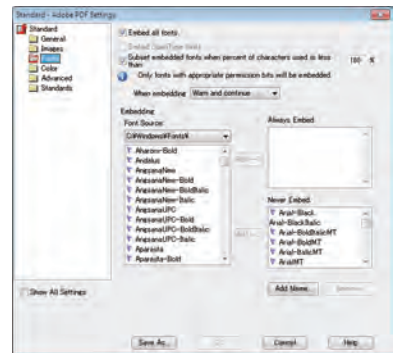 Standard - Adobe PDF Settings
Standard
General
Images
Fonts
Color
Advanced
Standards
Show All Settings
Embed all fonts
Embed OpenType fonts
Subset embedded fonts when percent of characters used is less than
100 %
Only fonts with appropriate permission bits will be embedded
When embedding
Warn and continue
Embedding
Font Source:
C:¥Windows¥Fonts¥
Aharoni-Bold
Andalus
AngsanaNew
AngsanaNew-Bold
AngsanaNew-BoldItalic
AngsanaNew-Italic
AngsanaUPC
AngsanaUPC-Bold
AngsanaUPC-BoldItalic
AngsanaUPC-Italic
Aparajita
Aparajita-Bold
Always Embed
Never Embed
Arial-Black
Arial-BlackItalic
Arial-BoldItalicMT
Arial-BoldMT
Arial-ItalicMT
ArialMT
Add Name...
Save As...
Cancel
Help